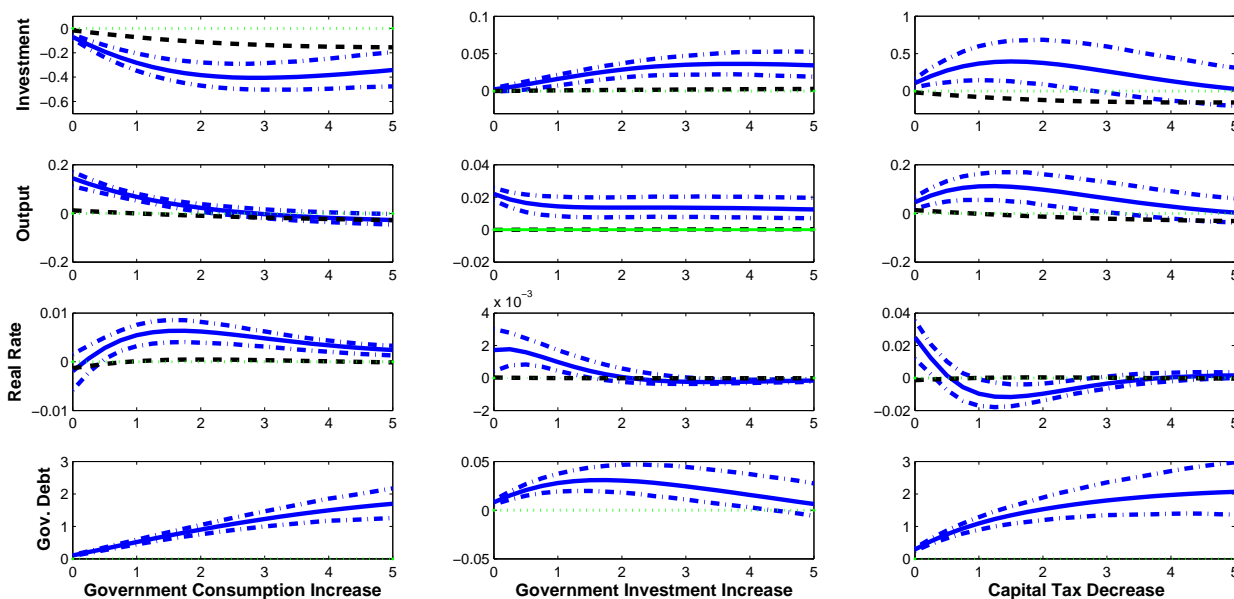 0 0.1 1
−0.2 0.05 0.5
−0.4 0 0
−0.6
Investment
0 1 2 3 4 5 0 1 2 3 4 5 0 1 2 3 4 5
0.2 0.04 0.2
0.02
0 0 0
−0.2 −0.02 −0.2
Output
0 1 2 3 4 5 0 1 2 3 4 5 0 1 2 3 4 5
x 10−3
0.01 4 0.04
2 0.02
0 0 0
−0.01 −2 −0.02
Real Rate
0 1 2 3 4 5 0 1 2 3 4 5 0 1 2 3 4 5
3 0.05 3
2 2
1 0 1
0 −0.05 0
Gov. Debt
0 1 2 3 4 5 0 1 2 3 4 5 0 1 2 3 4 5
Government Consumption Increase Government Investment Increase Capital Tax Decrease